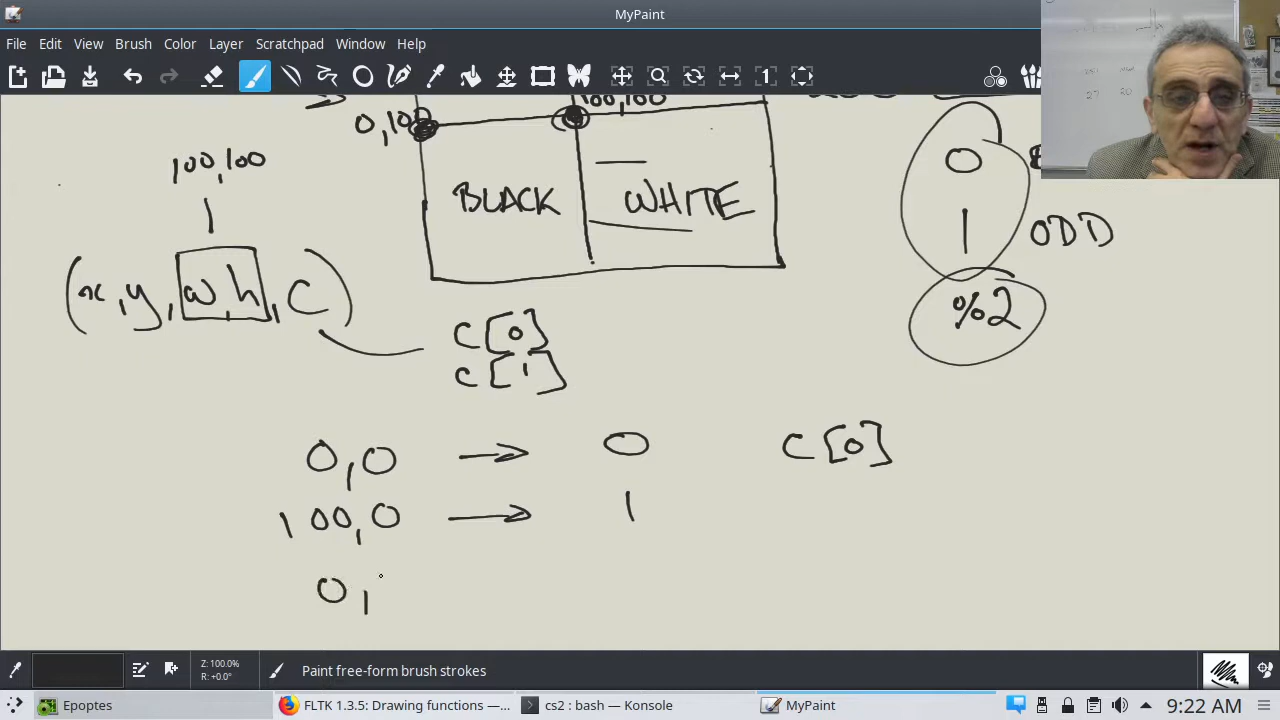 MyPaint
File Edit View Brush Color Layer Scratchpad Window Help
100,100
0,100
100,100
BLACK WHITE
0
1 ODD
%2
(x,y,w,h,C)
C[0]
C[1]
0,0 → 0 C[0]
100,0 → 1
0,
Z: 100.0%
R: +0.0°
Paint free-form brush strokes
Epoptes
FLTK 1.3.5: Drawing functions —...
cs2 : bash — Konsole
MyPaint
9:22 AM